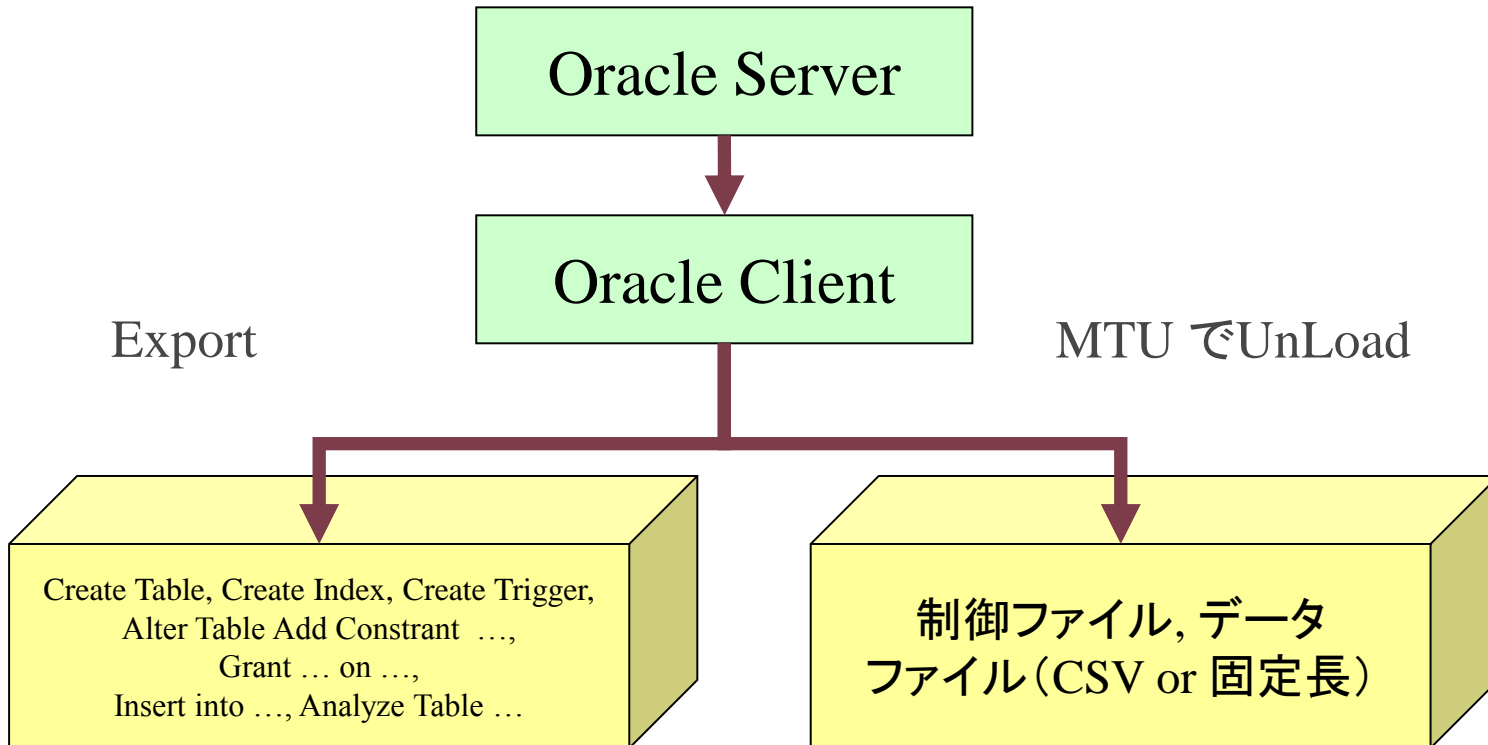 Oracle Server
Oracle Client
Export
MTU でUnLoad
Create Table, Create Index, Create Trigger,
Alter Table Add Constrant …,
Grant … on …,
Insert into …, Analyze Table …
制御ファイル, データ
ファイル（CSV or 固定長）